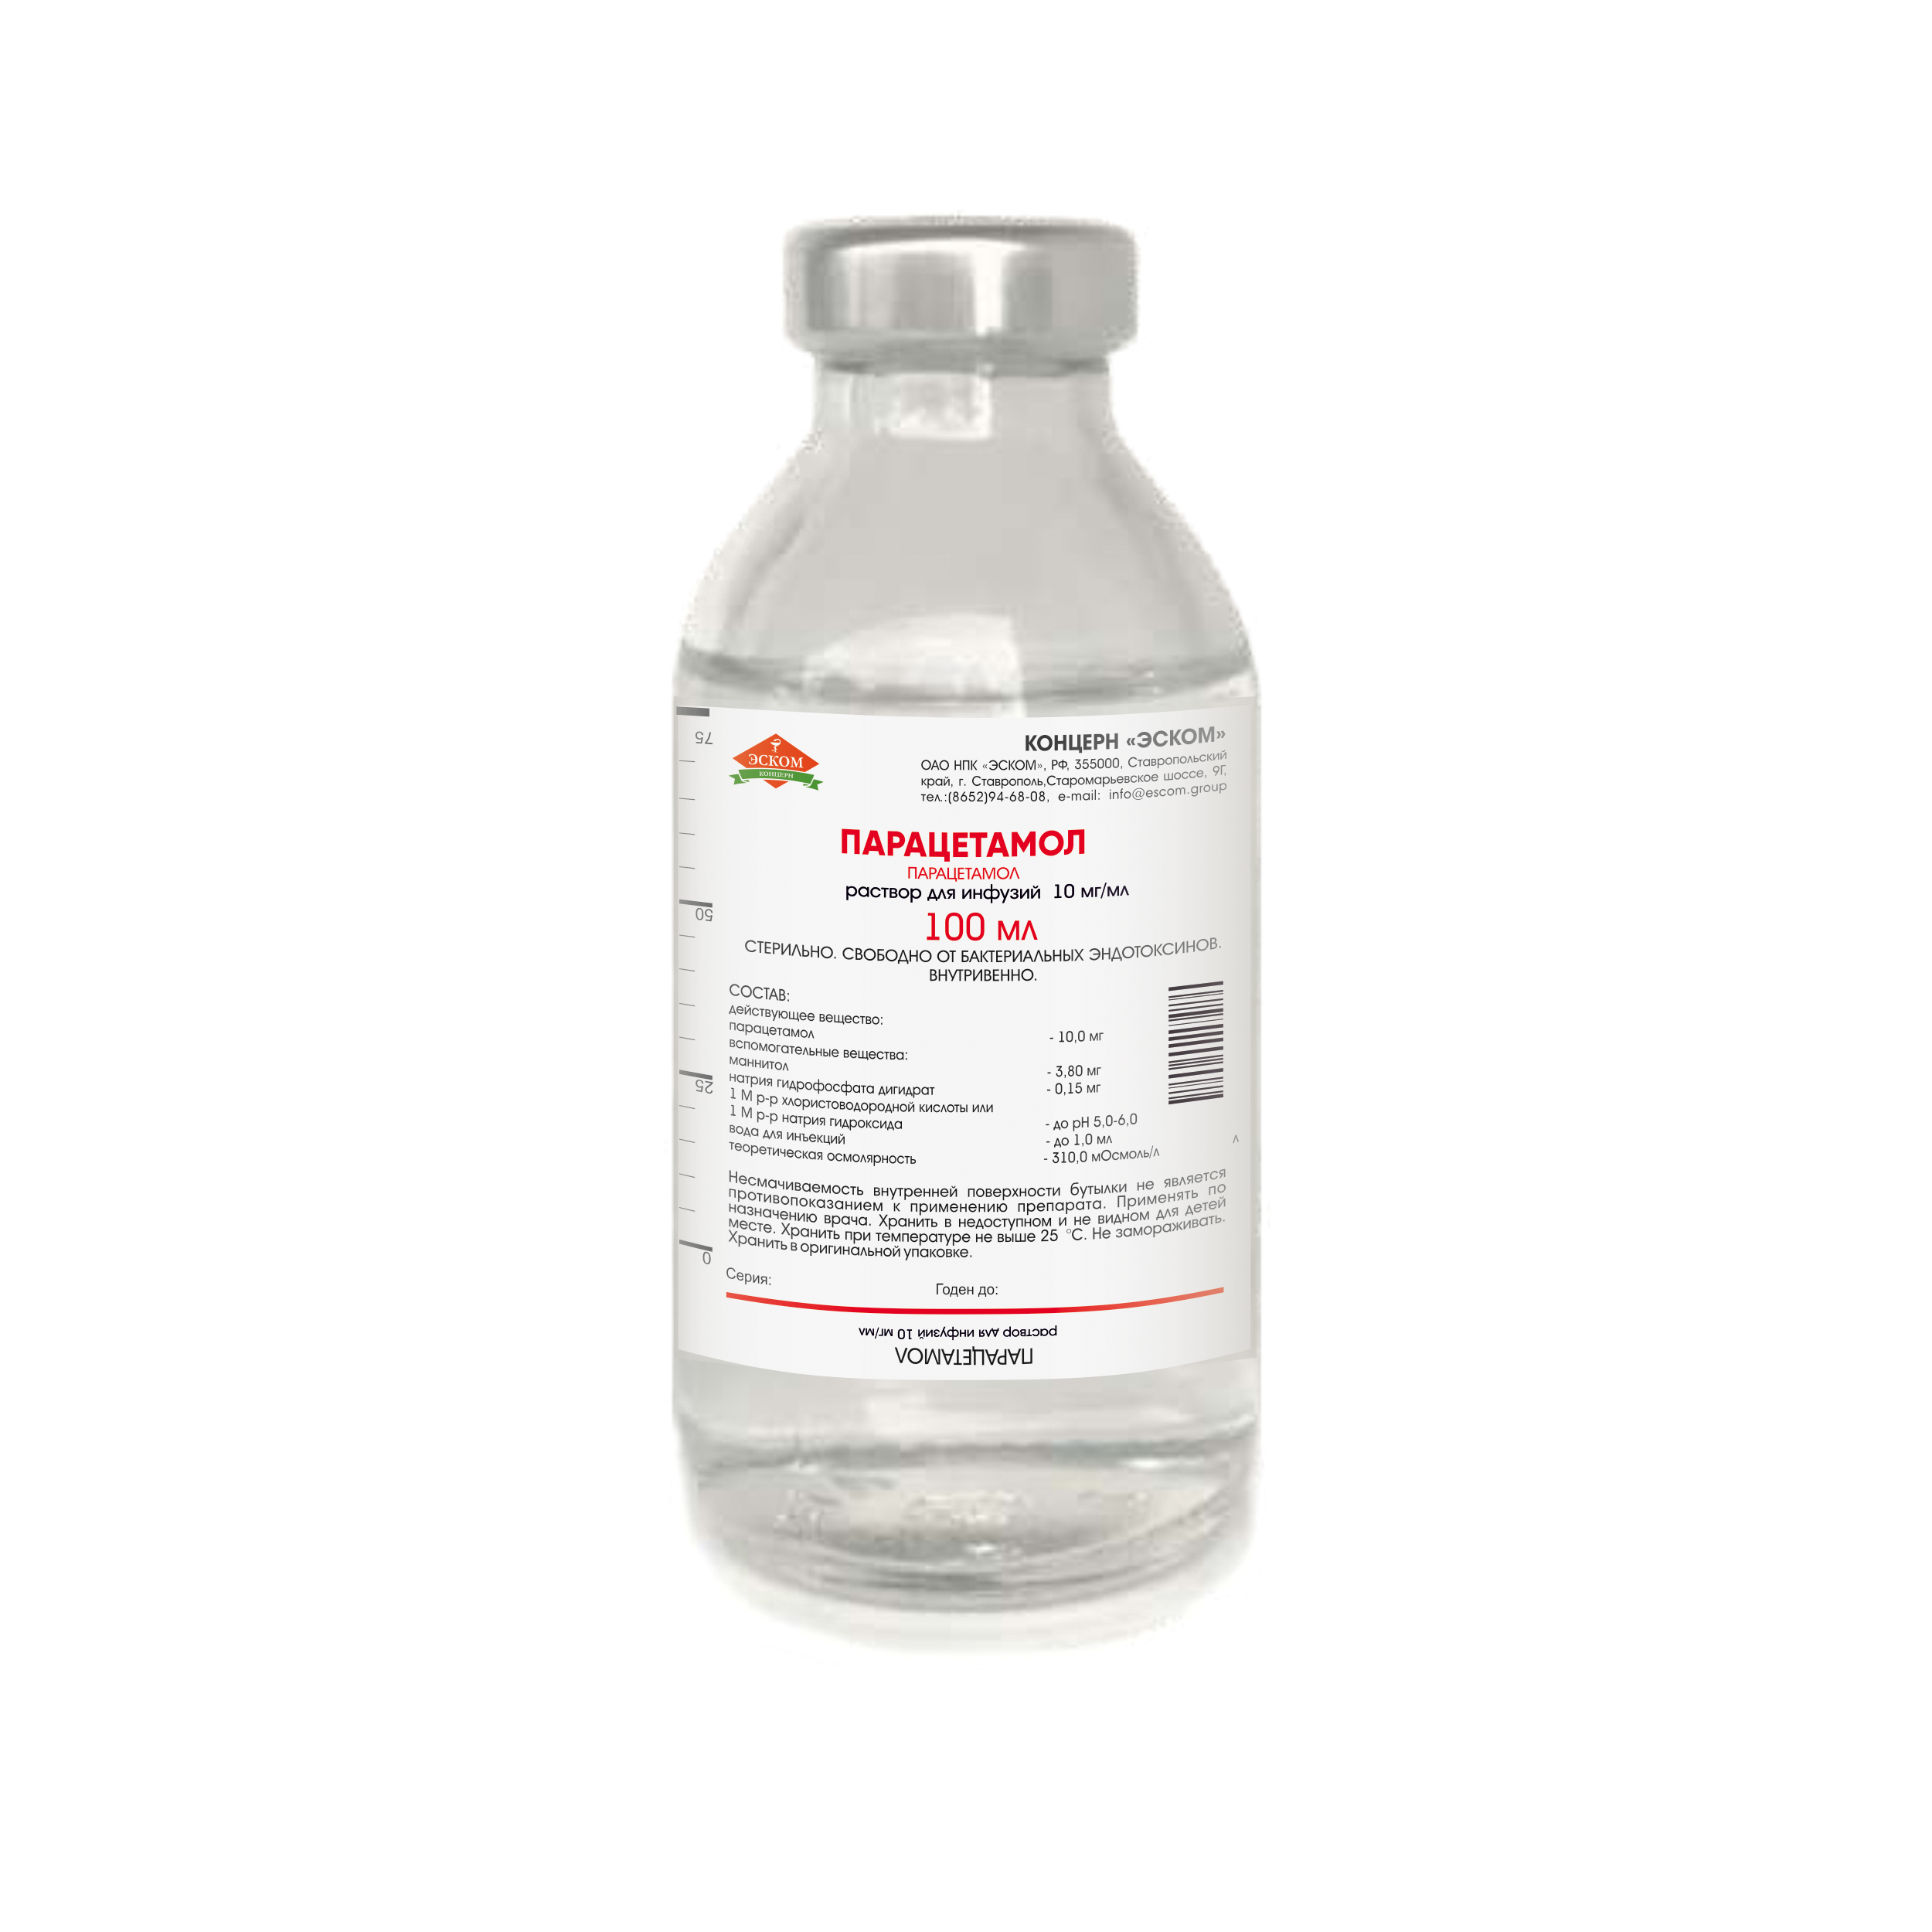 ЭСКОМ
КОНЦЕРН
КОНЦЕРН «ЭСКОМ»
ОАО НПК «ЭСКОМ», РФ, 355000, Ставропольский
край, г. Ставрополь,Старомарьевское шоссе, 9Г,
тел.:(8652)94-68-08, e-mail: info@escom.group
ПАРАЦЕТАМОЛ
ПАРАЦЕТАМОЛ
раствор для инфузий 10 мг/мл
100 мл
СТЕРИЛЬНО. СВОБОДНО ОТ БАКТЕРИАЛЬНЫХ ЭНДОТОКСИНОВ.
ВНУТРИВЕННО.
СОСТАВ:
действующее вещество:
парацетамол - 10,0 мг
вспомогательные вещества:
маннитол - 3,80 мг
натрия гидрофосфата дигидрат - 0,15 мг
1 М р-р хлористоводородной кислоты или
1 М р-р натрия гидроксида - до рН 5,0-6,0
вода для инъекций - до 1,0 мл
теоретическая осмолярность - 310,0 мОсмоль/л
л
Несмачиваемость внутренней поверхности бутылки не является
противопоказанием к применению препарата. Применять по
назначению врача. Хранить в недоступном и не видном для детей
месте. Хранить при температуре не выше 25 °С. Не замораживать.
Хранить в оригинальной упаковке.
Серия: Годен до:
ПАРАЦЕТАМОЛ
раствор для инфузий 10 мг/мл
75
50
25
0